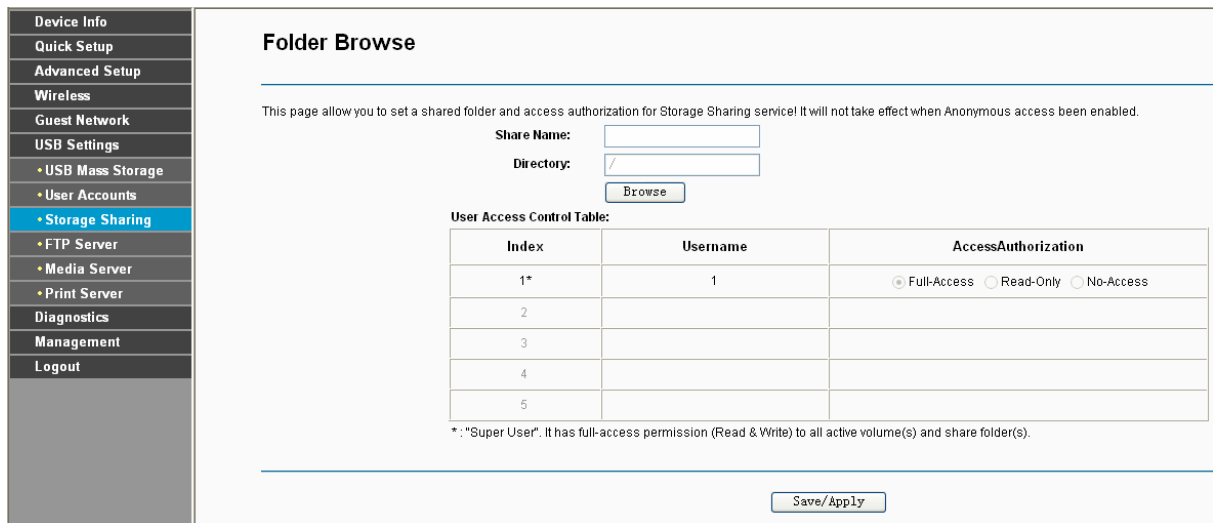 Device Info
Quick Setup
Advanced Setup
Wireless
Guest Network
USB Settings
•USB Mass Storage
•User Accounts
•Storage Sharing
•FTP Server
•Media Server
•Print Server
Diagnostics
Management
Logout
Folder Browse
This page allow you to set a shared folder and access authorization for Storage Sharing service! It will not take effect when Anonymous access been enabled.
Share Name:
Directory: /
Browse
User Access Control Table:
Index Username AccessAuthorization
1* 1 Full-Access Read-Only No-Access
2
3
4
5
* : "Super User". It has full-access permission (Read & Write) to all active volume(s) and share folder(s).
Save/Apply